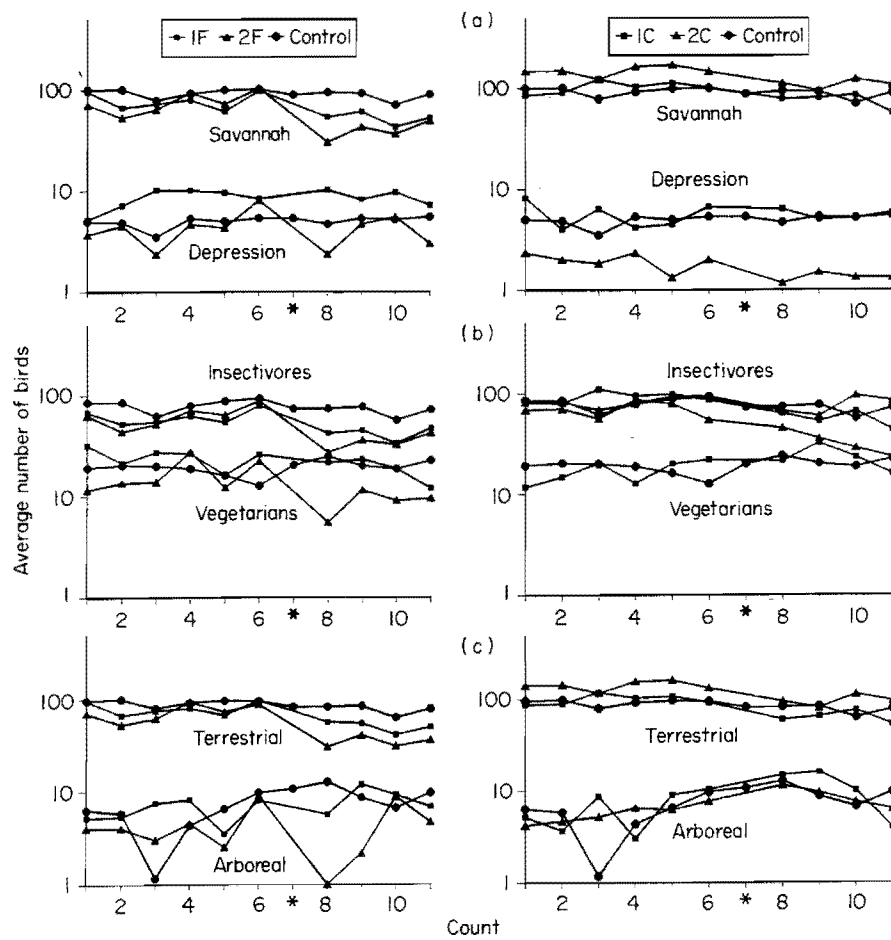 (a)
1F 2F Control
1C 2C Control
100
Savannah
10
Depression
1
2 4 6 * 8 10
100
Savannah
Depression
10
1
2 4 6 * 8 10
(b)
Average number of birds
100
Insectivores
10
Vegetarians
1
2 4 6 * 8 10
Insectivores
100
10
Vegetarians
1
2 4 6 * 8 10
(c)
100
Terrestrial
10
Arboreal
1
2 4 6 * 8 10
100
Terrestrial
10
Arboreal
1
2 4 6 * 8 10
Count